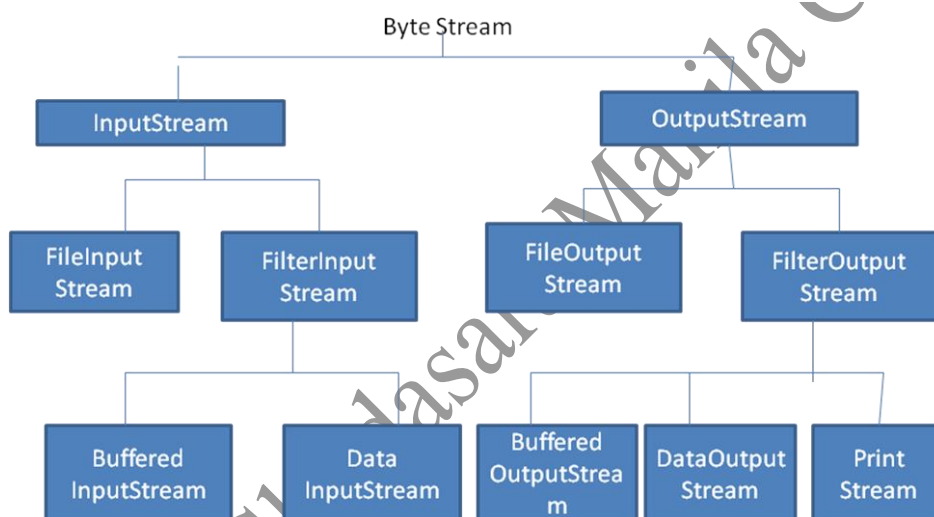 Byte Stream
InputStream
OutputStream
FileInput
Stream
FilterInput
Stream
FileOutput
Stream
FilterOutput
Stream
Buffered
InputStream
Data
InputStream
Buffered
OutputStrea
m
DataOutput
Stream
Print
Stream
Mahila